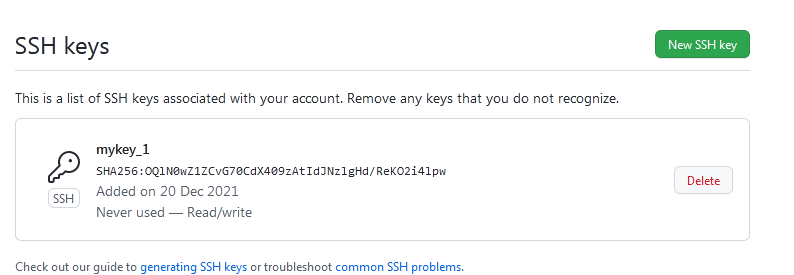 SSH keys
New SSH key
This is a list of SSH keys associated with your account. Remove any keys that you do not recognize.
mykey_1
SHA256:OQlN0wZ1ZCvG70CdX409zAtIdJNzlgHd/ReKO2i4lpw
SSH
Added on 20 Dec 2021
Never used — Read/write
Delete
Check out our guide to generating SSH keys or troubleshoot common SSH problems.